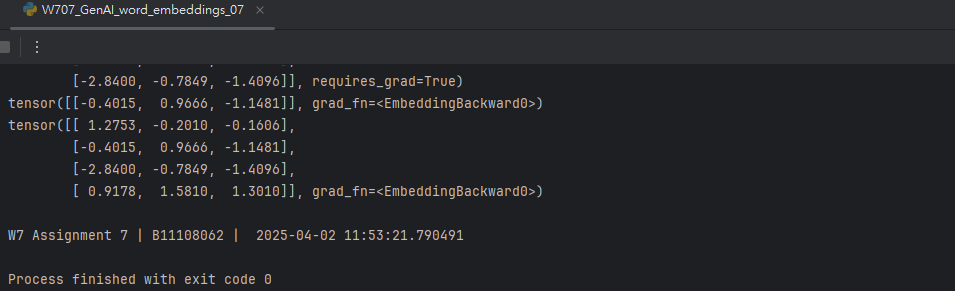 W707_GenAI_word_embeddings_07
[-2.8400, -0.7849, -1.4096]], requires_grad=True)
tensor([[-0.4015,  0.9666, -1.1481]], grad_fn=<EmbeddingBackward0>)
tensor([[ 1.2753, -0.2010, -0.1606],
        [-0.4015,  0.9666, -1.1481],
        [-2.8400, -0.7849, -1.4096],
        [ 0.9178,  1.5810,  1.3010]], grad_fn=<EmbeddingBackward0>)
W7 Assignment 7 | B11108062 |  2025-04-02 11:53:21.790491
Process finished with exit code 0